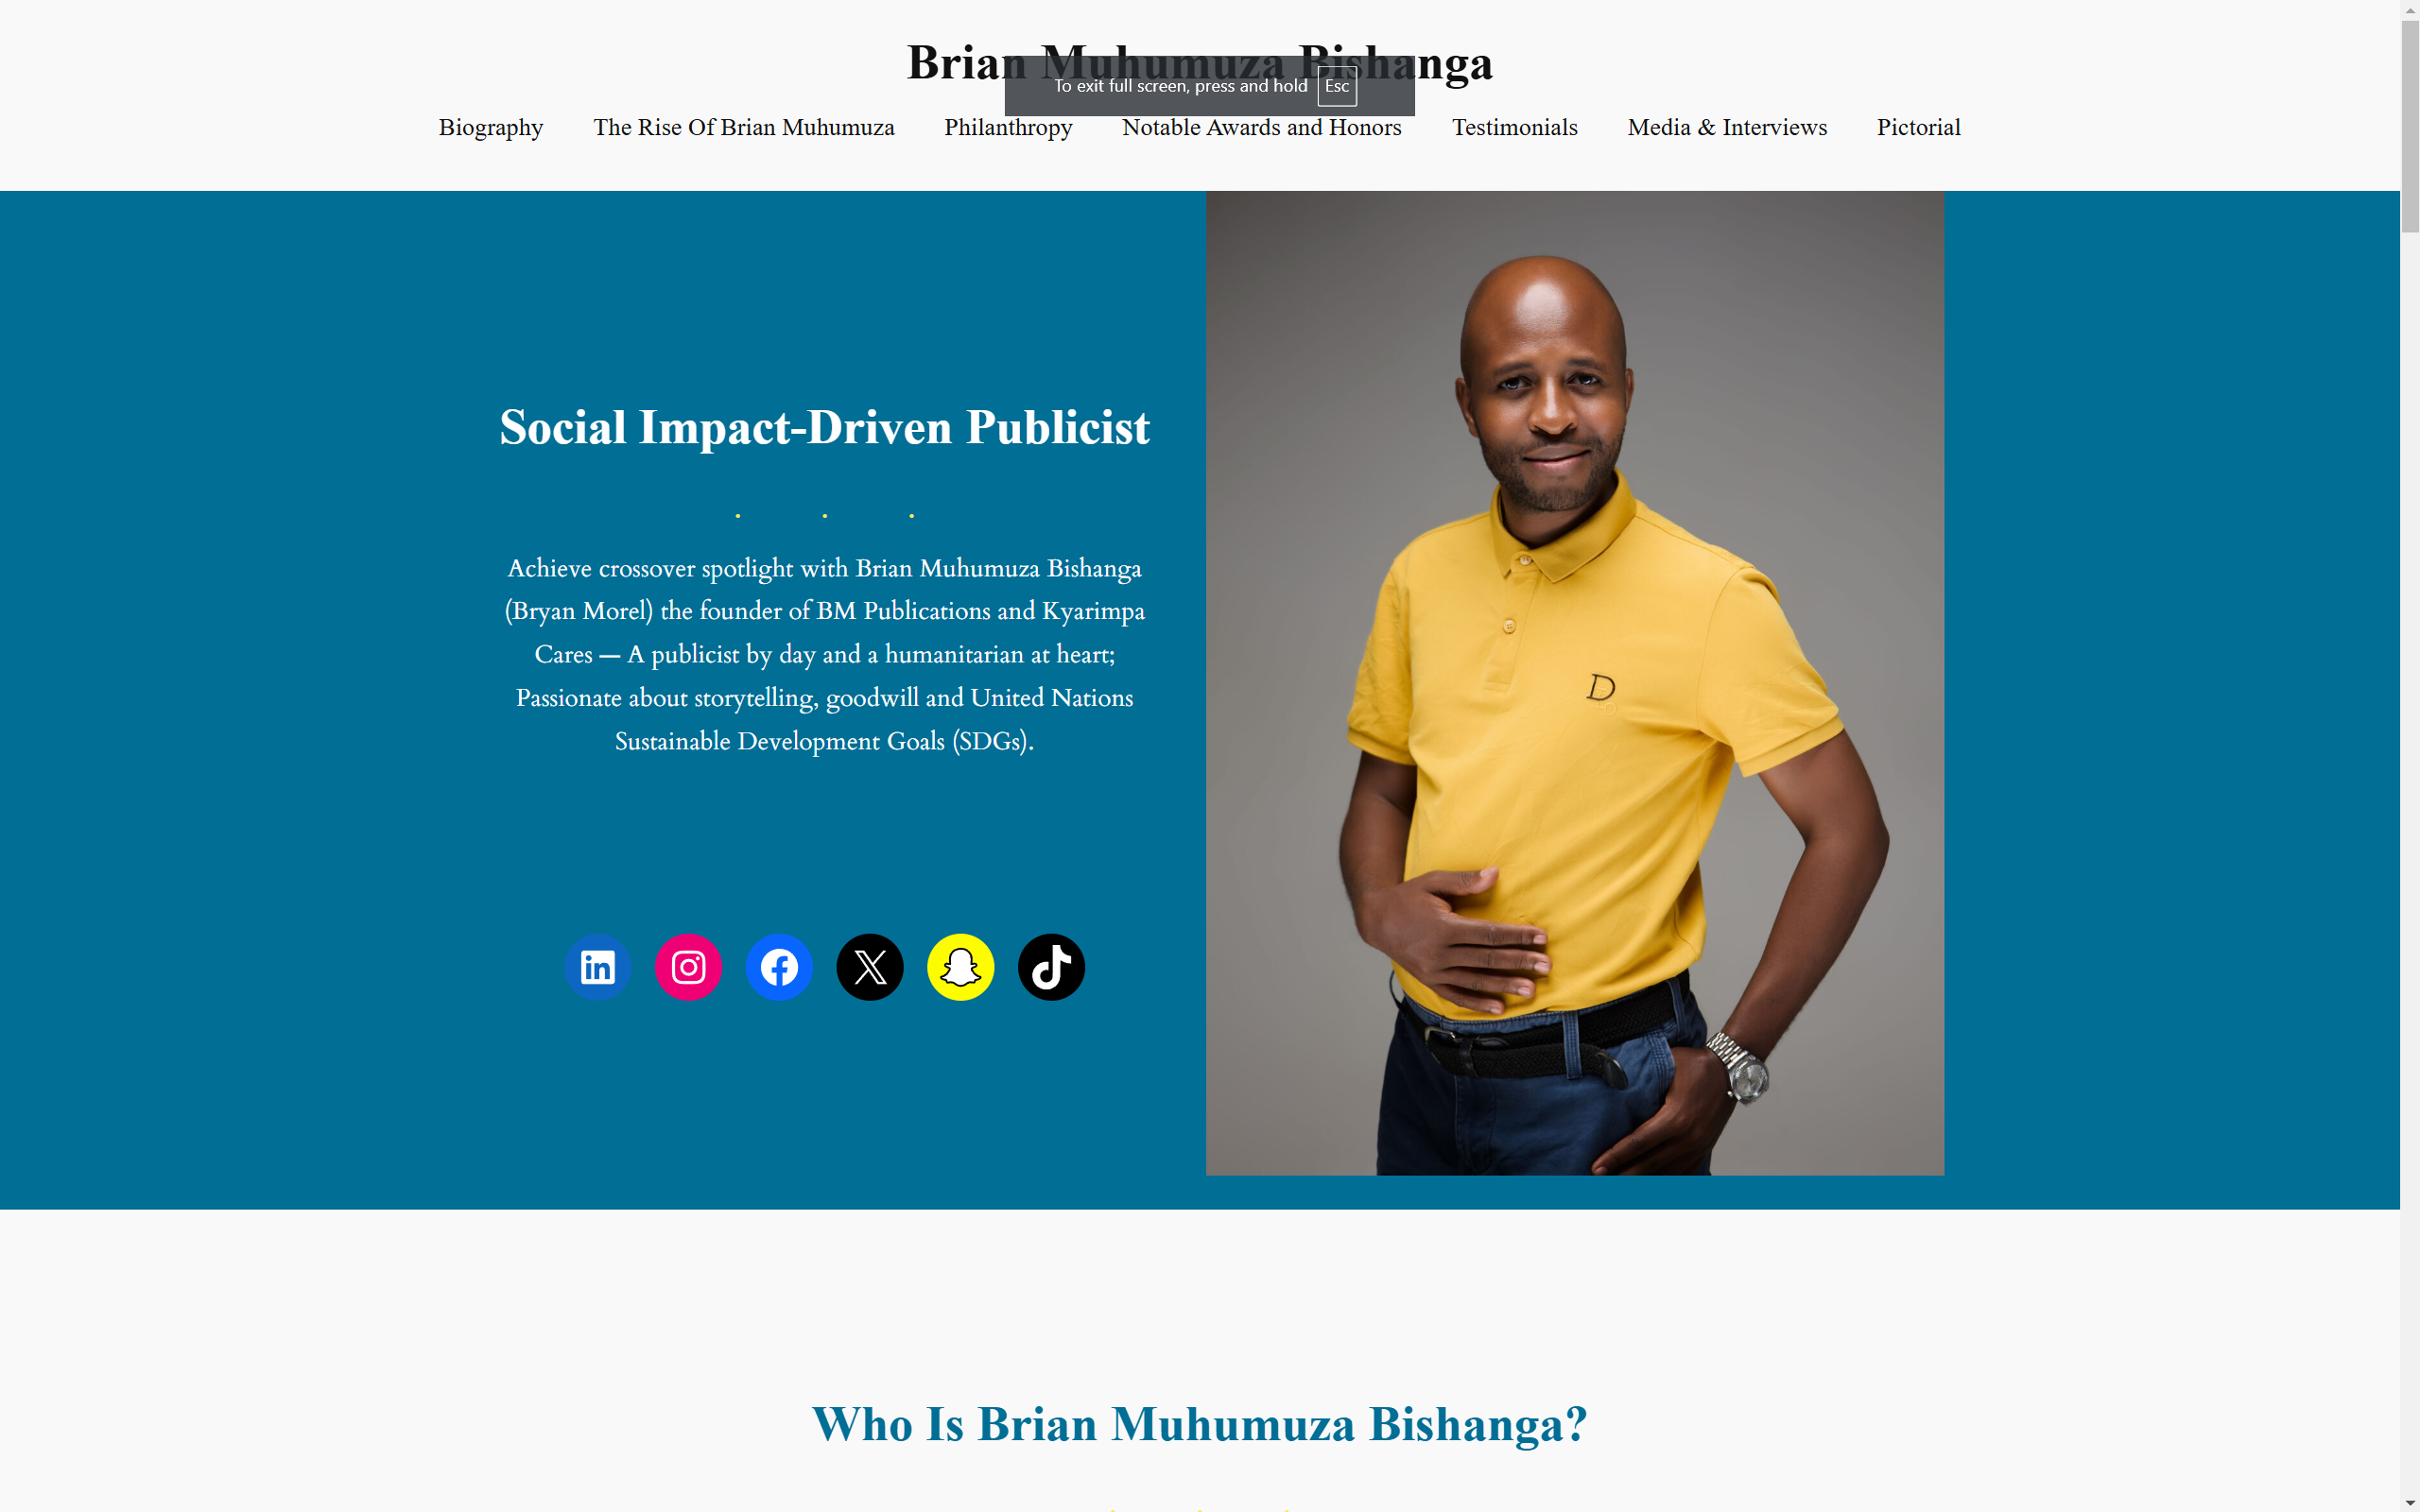 Brian Muhumuza Bishanga
To exit full screen, press and hold Esc
Biography The Rise Of Brian Muhumuza Philanthropy Notable Awards and Honors Testimonials Media & Interviews Pictorial
Social Impact-Driven Publicist
Achieve crossover spotlight with Brian Muhumuza Bishanga
(Bryan Morel) the founder of BM Publications and Kyarimpa
Cares — A publicist by day and a humanitarian at heart;
Passionate about storytelling, goodwill and United Nations
Sustainable Development Goals (SDGs).
D
in
Who Is Brian Muhumuza Bishanga?